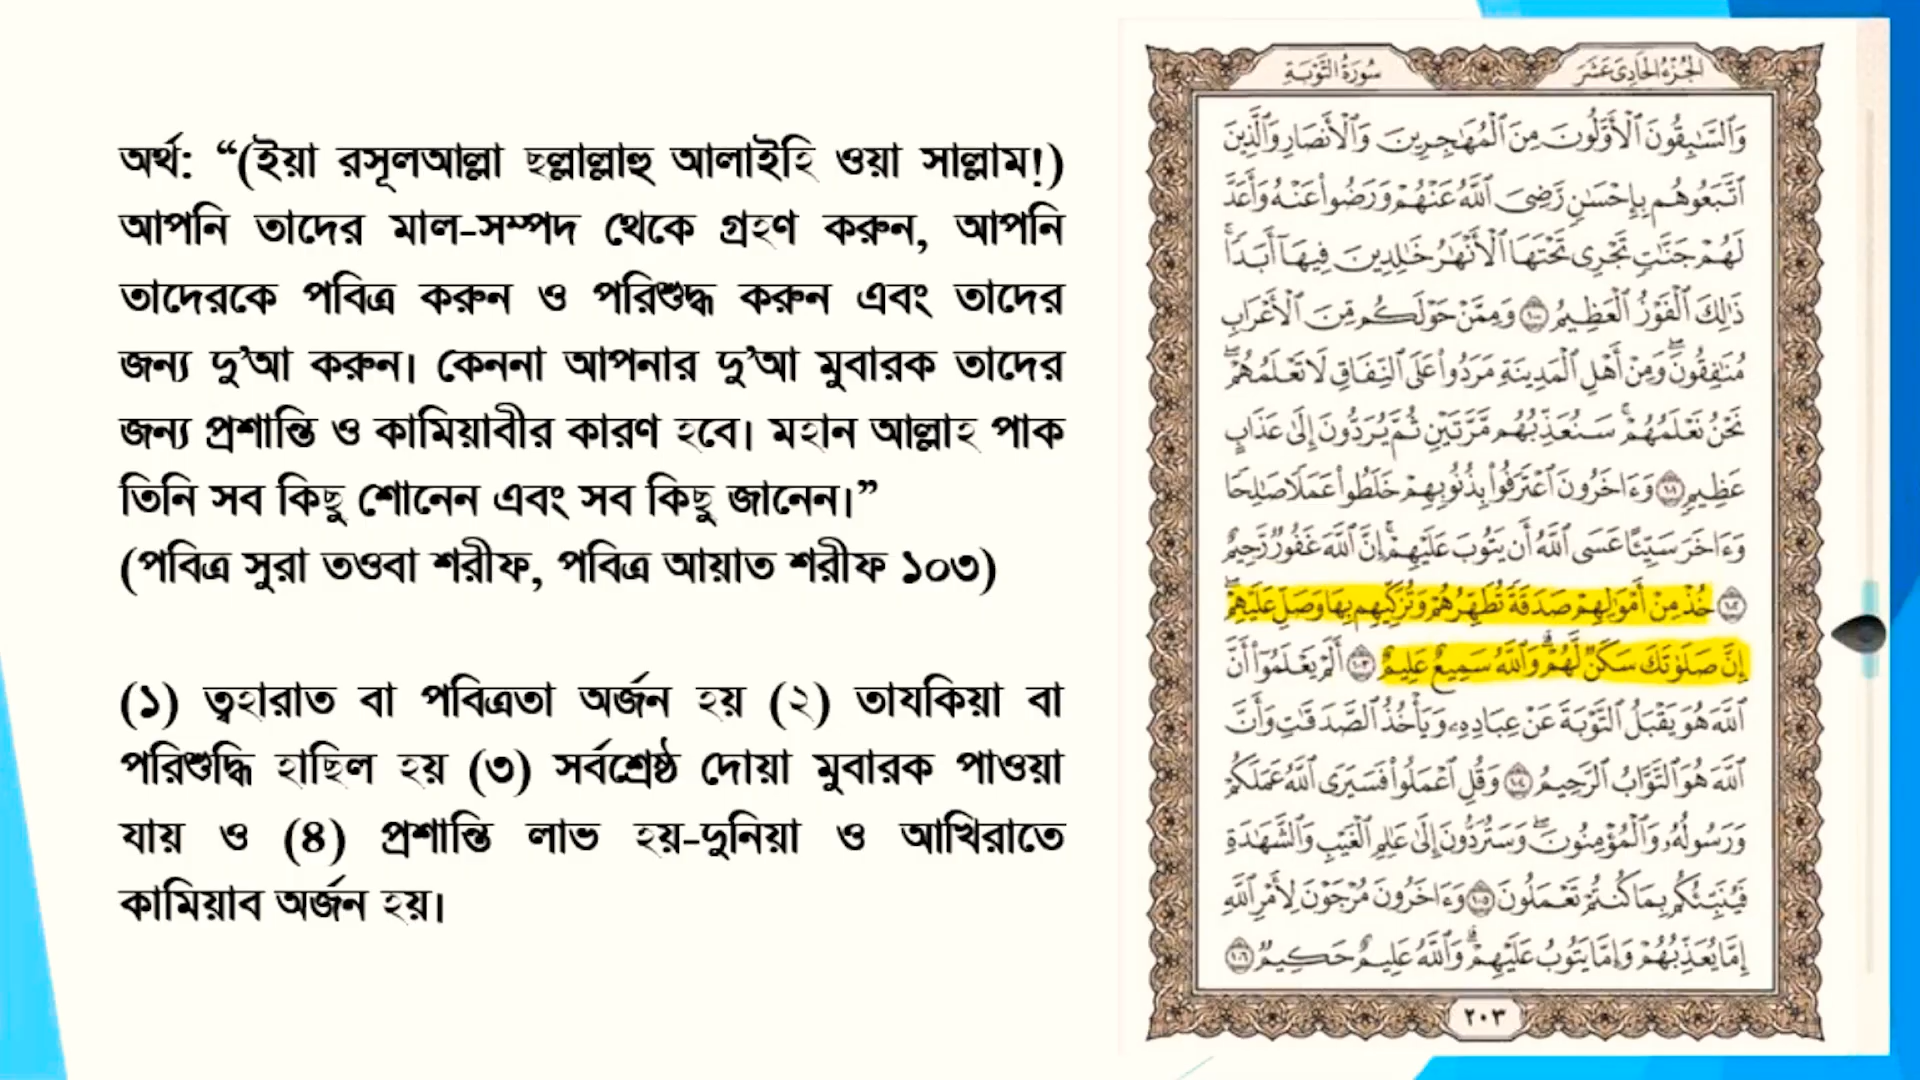 অর্থ: “(ইয়া রসূলআল্লা ছল্লাল্লাহু আলাইহি ওয়া সাল্লাম!)
আপনি তাদের মাল-সম্পদ থেকে গ্রহণ করুন, আপনি
তাদেরকে পবিত্র করুন ও পরিশুদ্ধ করুন এবং তাদের
জন্য দু’আ করুন। কেননা আপনার দু’আ মুবারক তাদের
জন্য প্রশান্তি ও কামিয়াবীর কারণ হবে। মহান আল্লাহ পাক
তিনি সব কিছু শোনেন এবং সব কিছু জানেন।”
(পবিত্র সুরা তওবা শরীফ, পবিত্র আয়াত শরীফ ১০৩)
(১) ত্বহারাত বা পবিত্রতা অর্জন হয় (২) তাযকিয়া বা
পরিশুদ্ধি হাছিল হয় (৩) সর্বশ্রেষ্ঠ দোয়া মুবারক পাওয়া
যায় ও (৪) প্রশান্তি লাভ হয়-দুনিয়া ও আখিরাতে
কামিয়াব অর্জন হয়।
الجُزْءُ الحَادِىَ عَشَرَ سُورَةُ التَّوْبَةِ
وَٱلسَّٰبِقُونَ ٱلْأَوَّلُونَ مِنَ ٱلْمُهَٰجِرِينَ وَٱلْأَنصَارِ وَٱلَّذِينَ
ٱتَّبَعُوهُم بِإِحْسَٰنٍ رَّضِىَ ٱللَّهُ عَنْهُمْ وَرَضُوا۟ عَنْهُ وَأَعَدَّ
لَهُمْ جَنَّٰتٍ تَجْرِى تَحْتَهَا ٱلْأَنْهَٰرُ خَٰلِدِينَ فِيهَآ أَبَدًا ۚ
ذَٰلِكَ ٱلْفَوْزُ ٱلْعَظِيمُ ١٠٠ وَمِمَّنْ حَوْلَكُم مِّنَ ٱلْأَعْرَابِ
مُنَٰفِقُونَ ۖ وَمِنْ أَهْلِ ٱلْمَدِينَةِ مَرَدُوا۟ عَلَى ٱلنِّفَاقِ لَا تَعْلَمُهُمْ ۖ
نَحْنُ نَعْلَمُهُمْ ۚ سَنُعَذِّبُهُم مَّرَّتَيْنِ ثُمَّ يُرَدُّونَ إِلَىٰ عَذَابٍ
عَظِيمٍ ١٠١ وَءَاخَرُونَ ٱعْتَرَفُوا۟ بِذُنُوبِهِمْ خَلَطُوا۟ عَمَلًا صَٰلِحًا
وَءَاخَرَ سَيِّئًا عَسَى ٱللَّهُ أَن يَتُوبَ عَلَيْهِمْ ۚ إِنَّ ٱللَّهَ غَفُورٌ رَّحِيمٌ
١٠٢ خُذْ مِنْ أَمْوَٰلِهِمْ صَدَقَةً تُطَهِّرُهُمْ وَتُزَكِّيهِم بِهَا وَصَلِّ عَلَيْهِمْ ۖ
إِنَّ صَلَوٰتَكَ سَكَنٌ لَّهُمْ ۗ وَٱللَّهُ سَمِيعٌ عَلِيمٌ ١٠٣ أَلَمْ يَعْلَمُوٓا۟ أَنَّ
ٱللَّهَ هُوَ يَقْبَلُ ٱلتَّوْبَةَ عَنْ عِبَادِهِۦ وَيَأْخُذُ ٱلصَّدَقَٰتِ وَأَنَّ
ٱللَّهَ هُوَ ٱلتَّوَّابُ ٱلرَّحِيمُ ١٠٤ وَقُلِ ٱعْمَلُوا۟ فَسَيَرَى ٱللَّهُ عَمَلَكُمْ
وَرَسُولُهُۥ وَٱلْمُؤْمِنُونَ ۖ وَسَتُرَدُّونَ إِلَىٰ عَٰلِمِ ٱلْغَيْبِ وَٱلشَّهَٰدَةِ
فَيُنَبِّئُكُم بِمَا كُنتُمْ تَعْمَلُونَ ١٠٥ وَءَاخَرُونَ مُرْجَوْنَ لِأَمْرِ ٱللَّهِ
إِمَّا يُعَذِّبُهُمْ وَإِمَّا يَتُوبُ عَلَيْهِمْ ۗ وَٱللَّهُ عَلِيمٌ حَكِيمٌ ١٠٦
٢٠٣